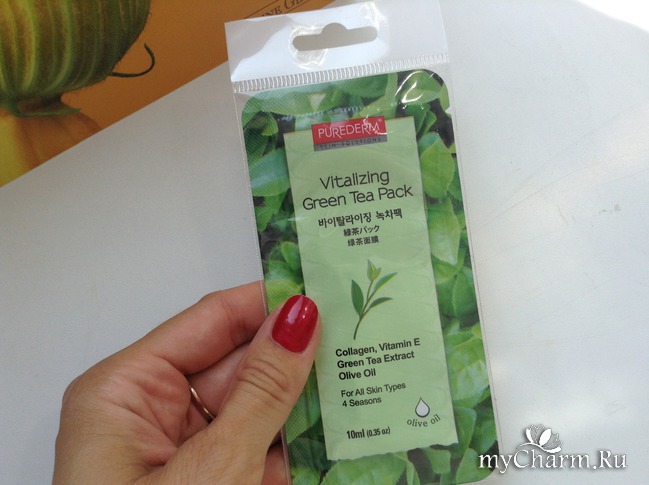 PUREDERM
SKIN-SOLUTIONS
Vitalizing
Green Tea Pack
바이탈라이징 녹차팩
緑茶パック
绿茶面膜
Collagen, Vitamin E
Green Tea Extract
Olive Oil
For All Skin Types
4 Seasons
10ml (0.35 oz)
olive oil
myCharm.Ru